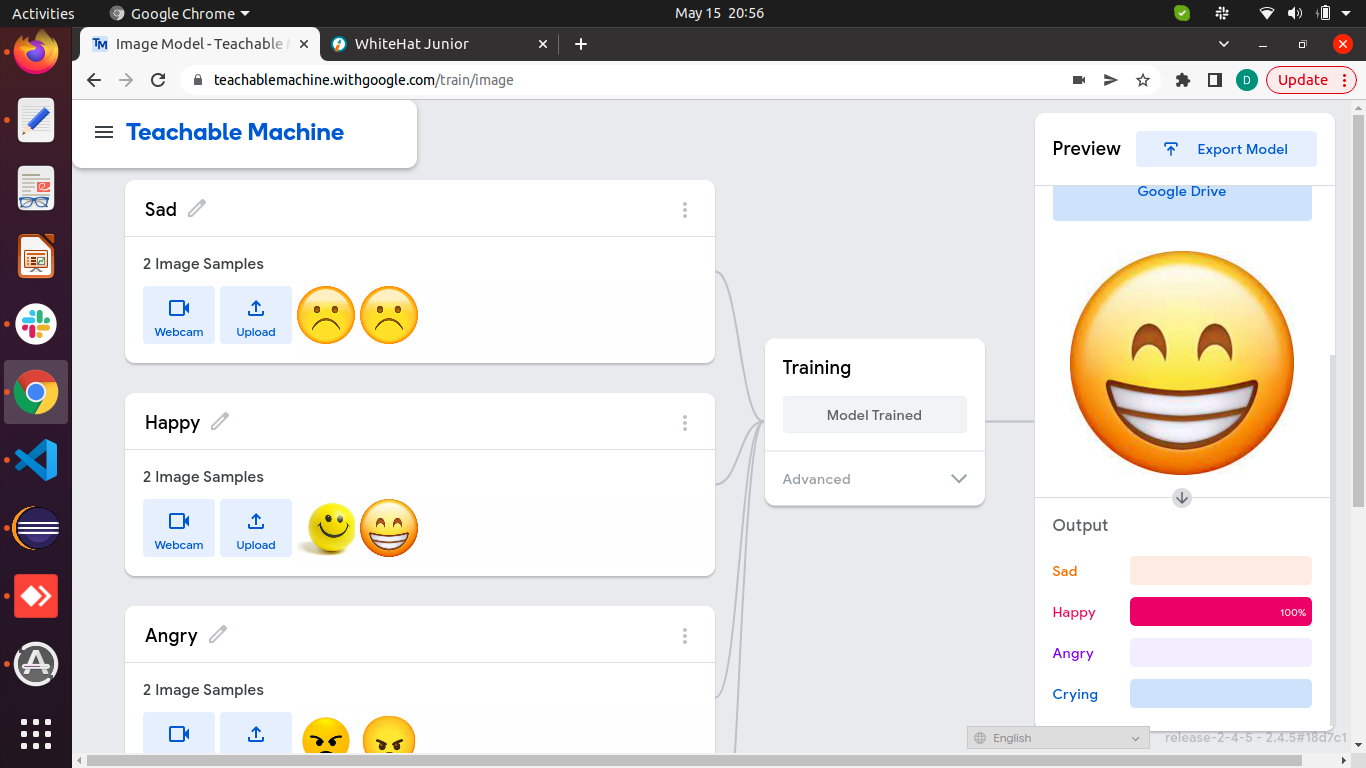 Activities
Google Chrome
May 15 20:56
Image Model - Teachable
WhiteHat Junior
teachablemachine.withgoogle.com/train/image
D
Update
Teachable Machine
Sad
2 Image Samples
Webcam
Upload
Happy
2 Image Samples
Webcam
Upload
Angry
2 Image Samples
Training
Model Trained
Advanced
Preview
Export Model
Google Drive
Output
Sad
Happy
100%
Angry
Crying
English
release-2-4-5 - 2.4.5#18d7c1